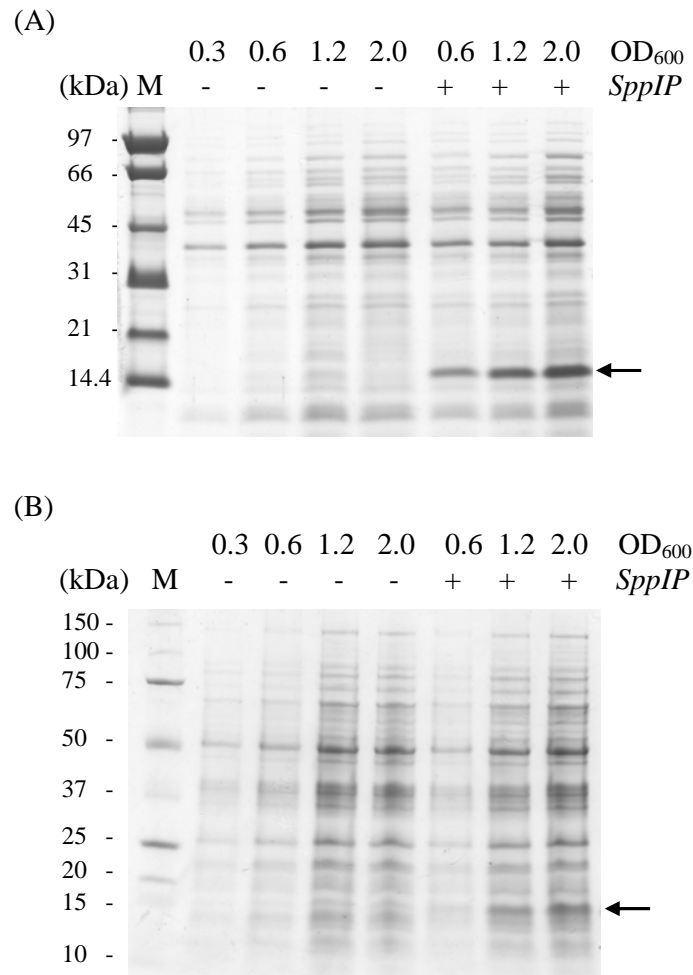 (A)
0.3 0.6 1.2 2.0 0.6 1.2 2.0 OD₆₀₀
(kDa) M - - - - + + + SppIP
97 -
66 -
45 -
31 -
21 -
14.4
(B)
0.3 0.6 1.2 2.0 0.6 1.2 2.0 OD₆₀₀
(kDa) M - - - - + + + SppIP
150 -
100 -
75 -
50 -
37 -
25 -
20 -
15 -
10 -